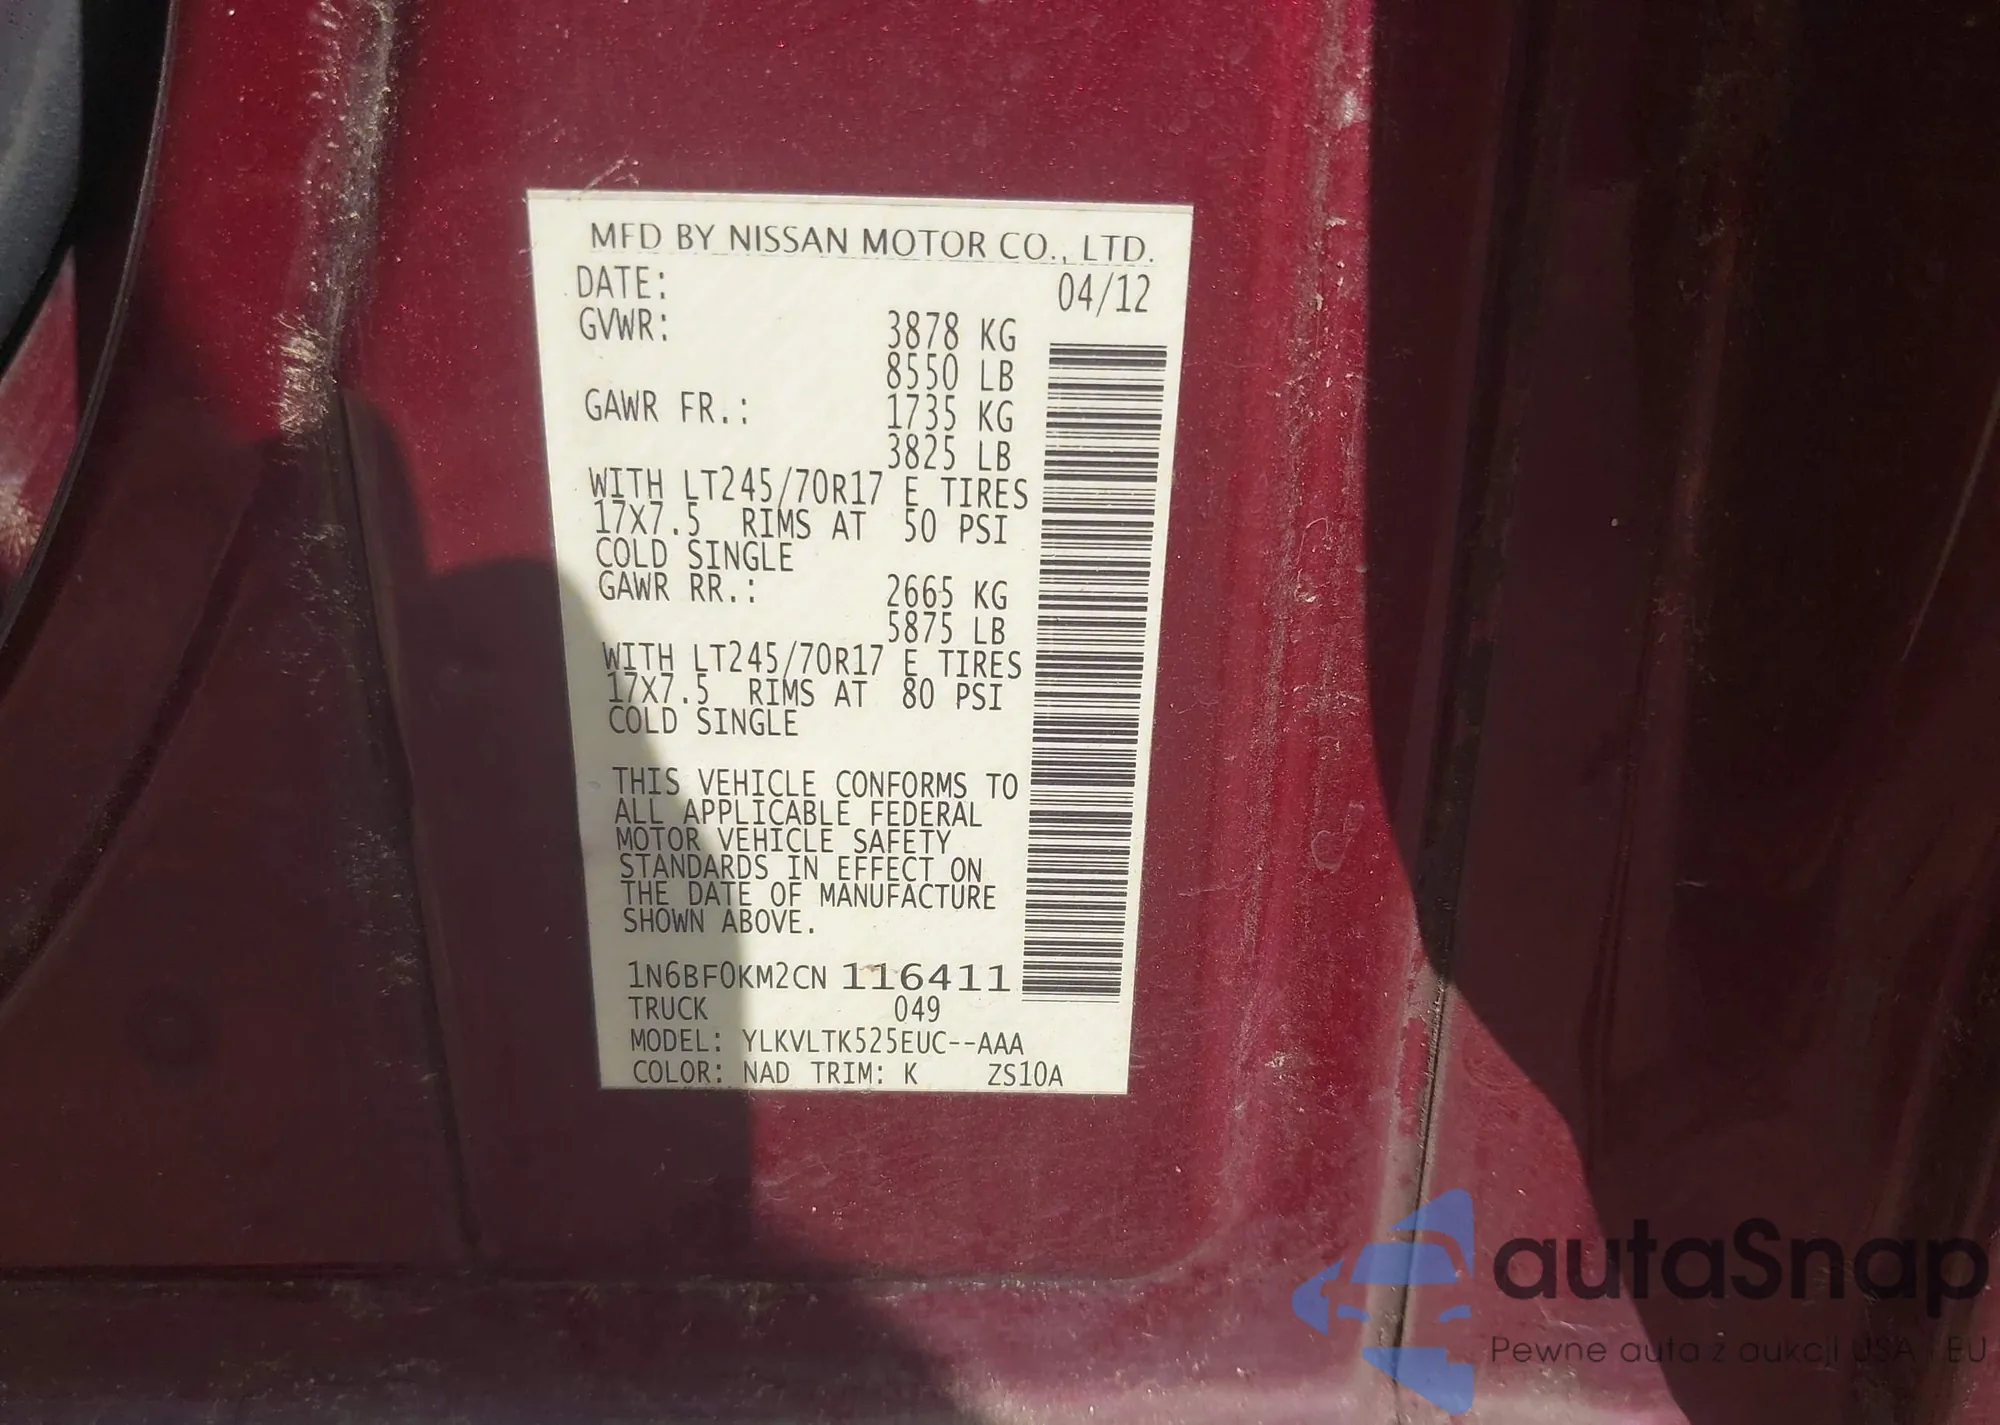 MFD BY NISSAN MOTOR CO., LTD.
DATE: 04/12
GVWR: 3878 KG
8550 LB
GAWR FR.: 1735 KG
3825 LB
WITH LT245/70R17 E TIRES
17X7.5 RIMS AT 50 PSI
COLD SINGLE
GAWR RR.: 2665 KG
5875 LB
WITH LT245/70R17 E TIRES
17X7.5 RIMS AT 80 PSI
COLD SINGLE
THIS VEHICLE CONFORMS TO
ALL APPLICABLE FEDERAL
MOTOR VEHICLE SAFETY
STANDARDS IN EFFECT ON
THE DATE OF MANUFACTURE
SHOWN ABOVE.
1N6BF0KM2CN 116411
TRUCK 049
MODEL: YLKVLTK525EUC--AAA
COLOR: NAD TRIM: K ZS10A
autaSnap
Pewne auta z aukcji USA i EU